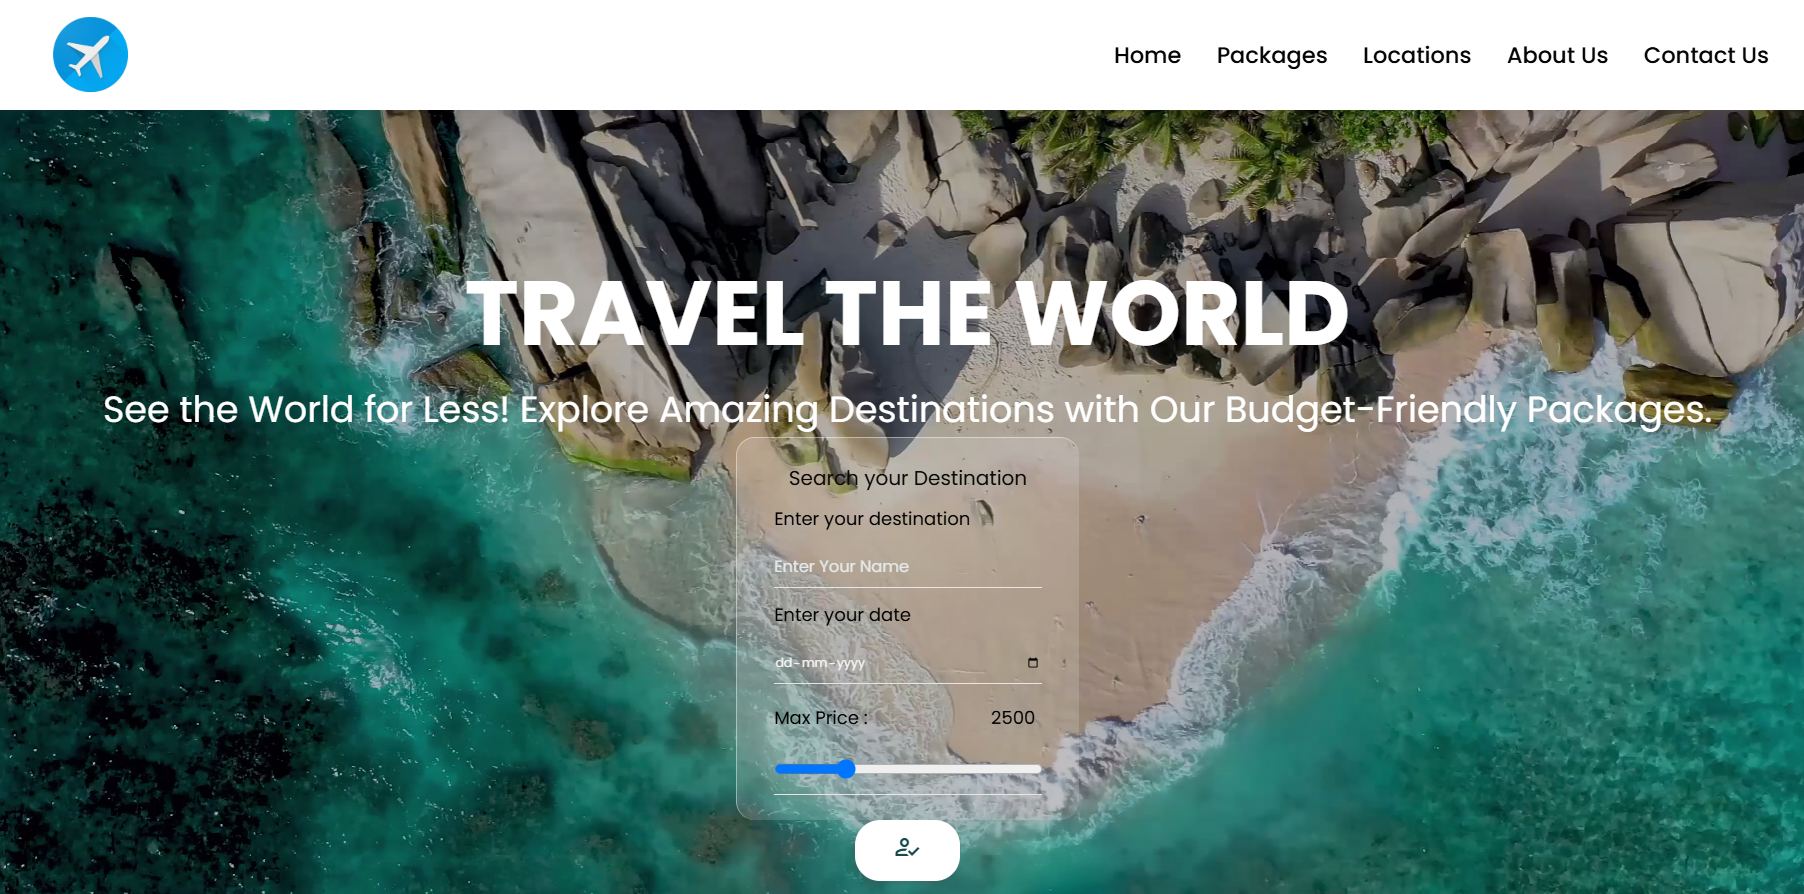 Home Packages Locations About Us Contact Us
TRAVEL THE WORLD
See the World for Less! Explore Amazing Destinations with Our Budget-Friendly Packages.
Search your Destination
Enter your destination
Enter Your Name
Enter your date
dd-mm-yyyy
Max Price : 2500